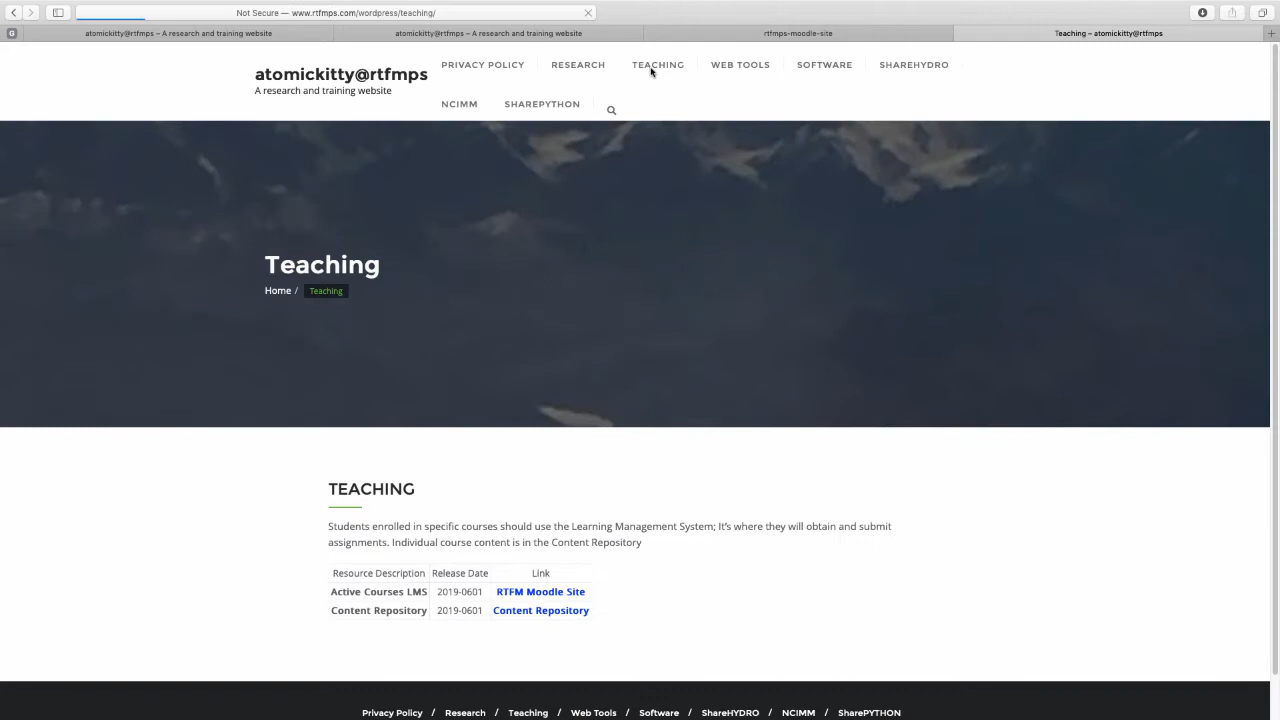 Not Secure — www.rtfmps.com/wordpress/teaching/
G
atomickitty@rtfmps – A research and training website
atomickitty@rtfmps – A research and training website
rtfmps-moodle-site
Teaching – atomickitty@rtfmps
atomickitty@rtfmps
A research and training website
PRIVACY POLICY
RESEARCH
TEACHING
WEB TOOLS
SOFTWARE
SHAREHYDRO
NCIMM
SHAREPYTHON
Teaching
Home / Teaching
TEACHING
Students enrolled in specific courses should use the Learning Management System; It's where they will obtain and submit
assignments. Individual course content is in the Content Repository
Resource Description Release Date Link
Active Courses LMS 2019-0601 RTFM Moodle Site
Content Repository 2019-0601 Content Repository
Privacy Policy / Research / Teaching / Web Tools / Software / ShareHYDRO / NCIMM / SharePYTHON